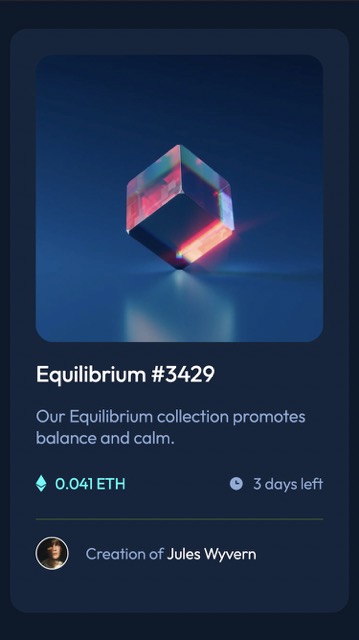 Equilibrium #3429
Our Equilibrium collection promotes
balance and calm.
0.041 ETH
3 days left
Creation of Jules Wyvern